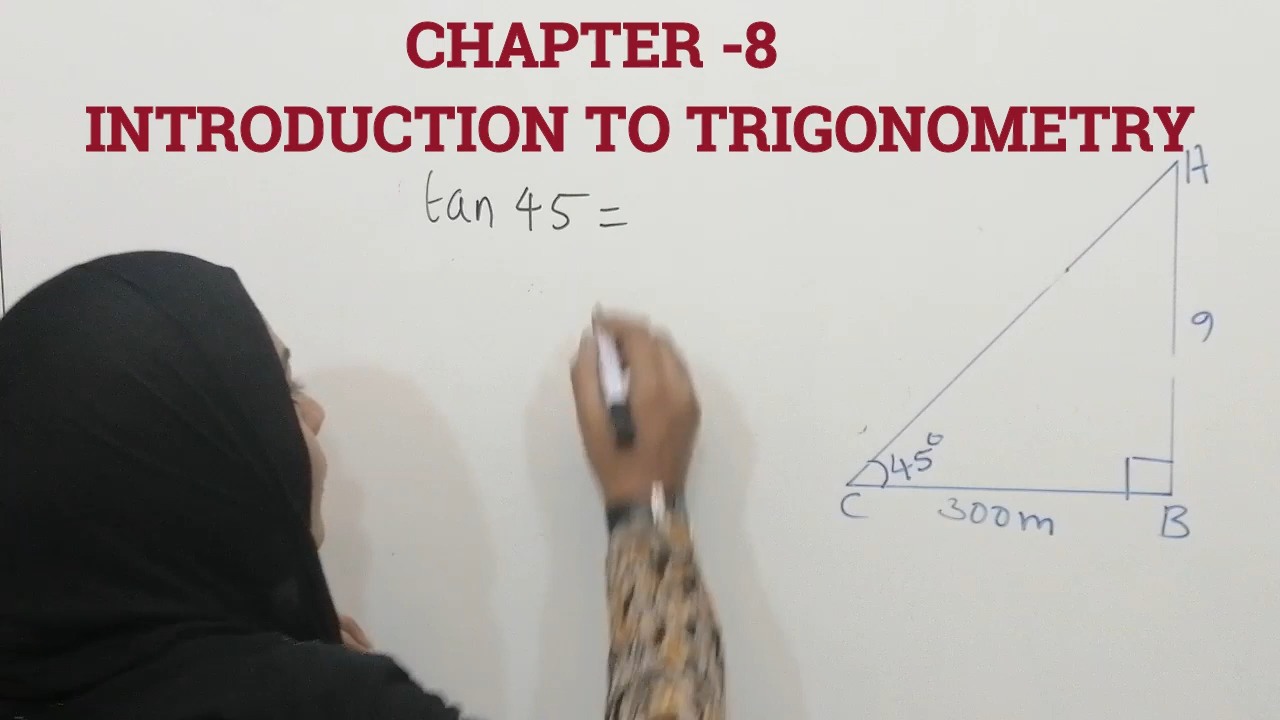 CHAPTER -8
INTRODUCTION TO TRIGONOMETRY
tan 45 =
A
9
45°
C
300m
B